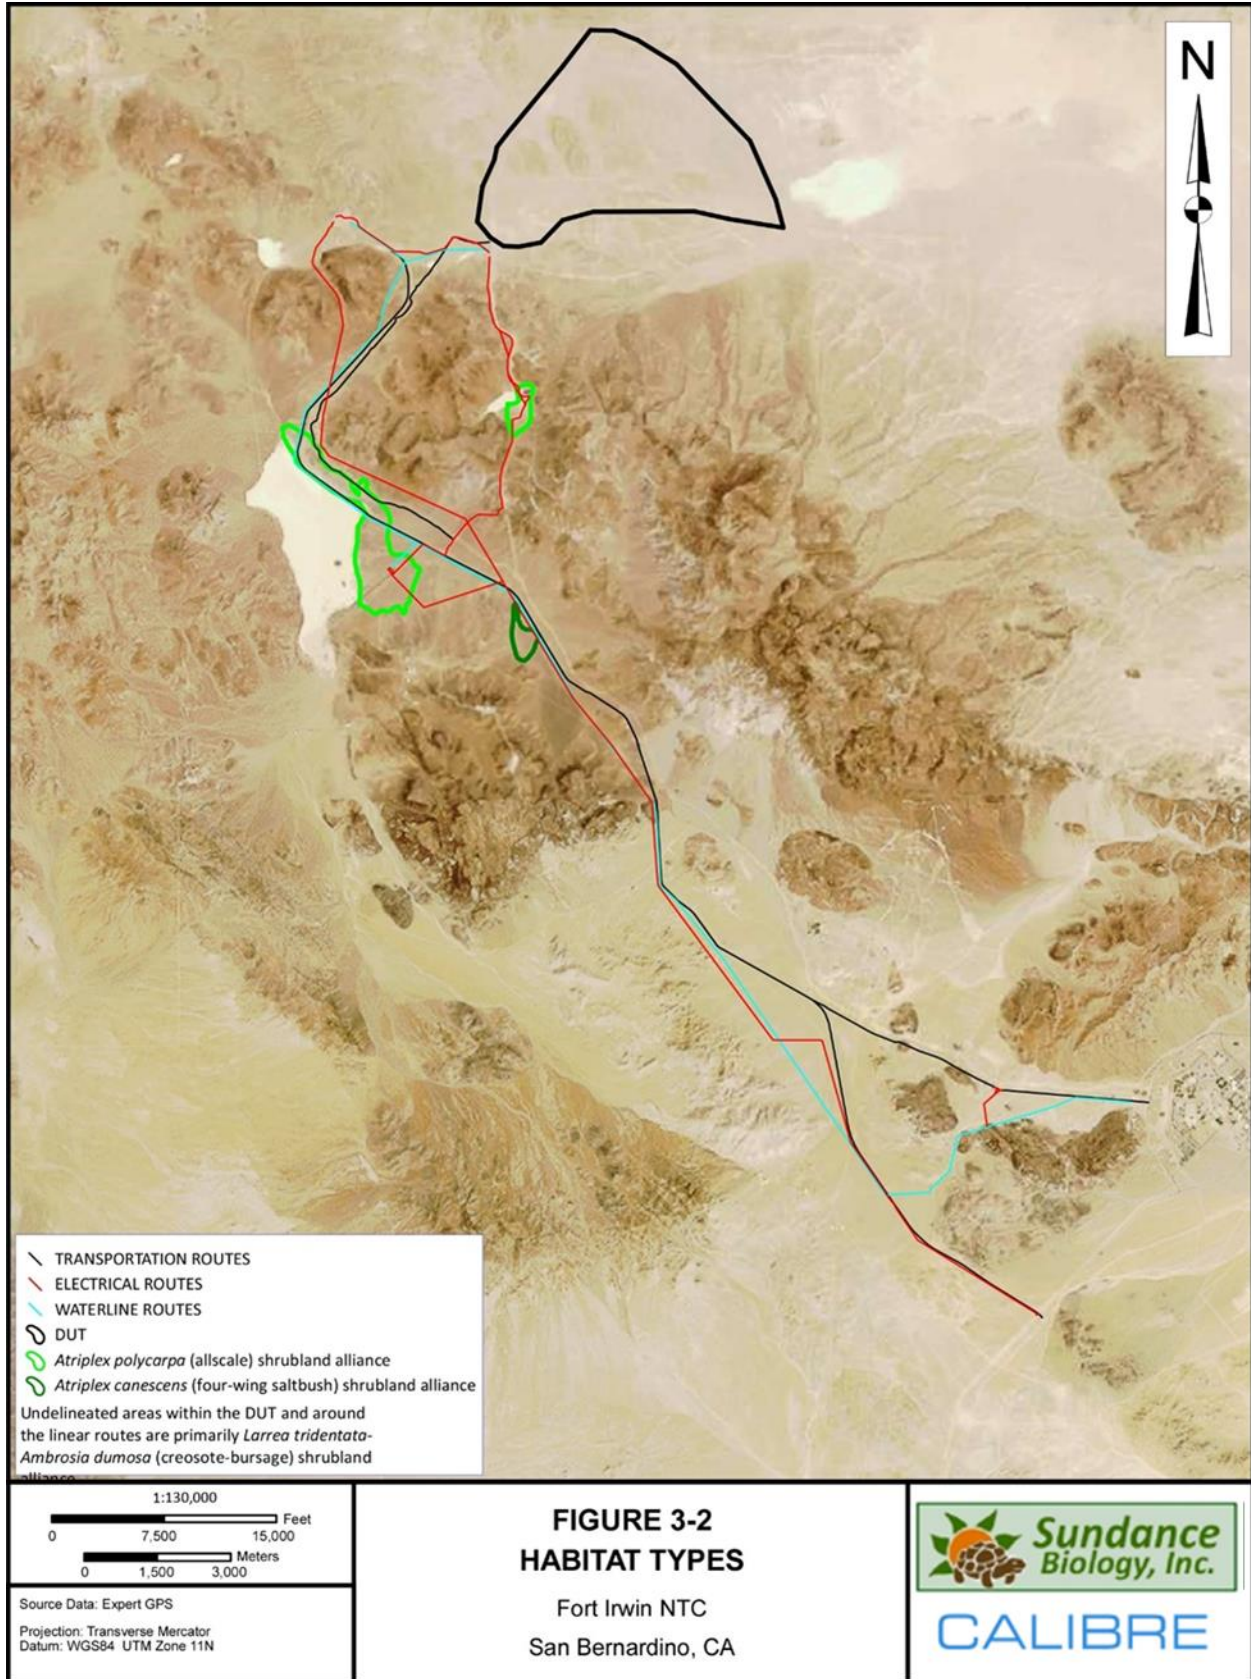 N
TRANSPORTATION ROUTES
ELECTRICAL ROUTES
WATERLINE ROUTES
DUT
Atriplex polycarpa (allscale) shrubland alliance
Atriplex canescens (four-wing saltbush) shrubland alliance
Undelineated areas within the DUT and around
the linear routes are primarily Larrea tridentata-
Ambrosia dumosa (creosote-bursage) shrubland
alliance
1:130,000
Feet
0 7,500 15,000
Meters
0 1,500 3,000
Source Data: Expert GPS
Projection: Transverse Mercator
Datum: WGS84 UTM Zone 11N
FIGURE 3-2
HABITAT TYPES
Fort Irwin NTC
San Bernardino, CA
Sundance
Biology, Inc.
CALIBRE